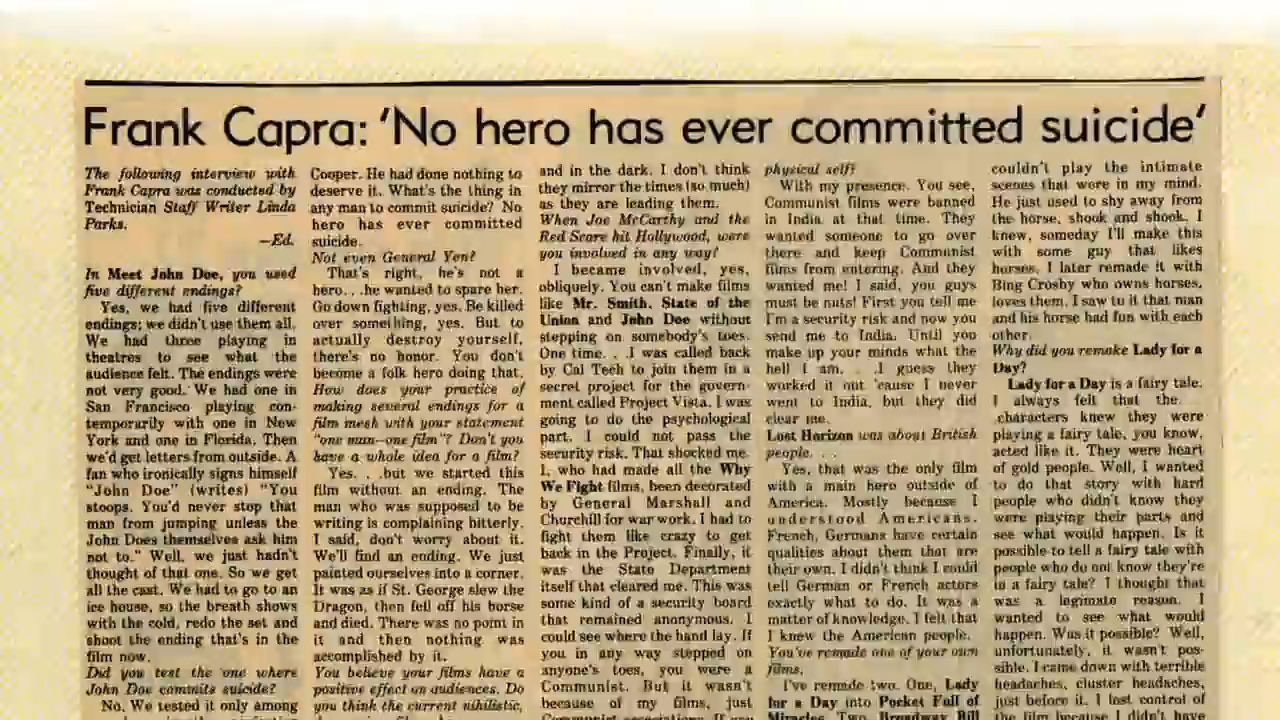 Frank Capra: 'No hero has ever committed suicide'
The following interview with
Frank Capra was conducted by
Technician Staff Writer Linda
Parks.
—Ed.
In Meet John Doe, you used
five different endings?
Yes, we had five different
endings; we didn't use them all.
We had three playing in
theatres to see what the
audience felt. The endings were
not very good. We had one in
San Francisco playing con-
temporarily with one in New
York and one in Florida. Then
we'd get letters from outside. A
fan who ironically signs himself
"John Doe" (writes) "You
stoops. You'd never stop that
man from jumping unless the
John Does themselves ask him
not to." Well, we just hadn't
thought of that one. So we get
all the cast. We had to go to an
ice house, so the breath shows
with the cold, redo the set and
shoot the ending that's in the
film now.
Did you test the one where
John Doe commits suicide?
No. We tested it only among
Cooper. He had done nothing to
deserve it. What's the thing in
any man to commit suicide? No
hero has ever committed
suicide.
Not even General Yen?
That's right, he's not a
hero. . .he wanted to spare her.
Go down fighting, yes. Be killed
over something, yes. But to
actually destroy yourself,
there's no honor. You don't
become a folk hero doing that.
How does your practice of
making several endings for a
film mesh with your statement
"one man—one film"? Don't you
have a whole idea for a film?
Yes. . .but we started this
film without an ending. The
man who was supposed to be
writing is complaining bitterly.
I said, don't worry about it.
We'll find an ending. We just
painted ourselves into a corner.
It was as if St. George slew the
Dragon, then fell off his horse
and died. There was no point in
it and then nothing was
accomplished by it.
You believe your films have a
positive effect on audiences. Do
you think the current nihilistic,
and in the dark. I don't think
they mirror the times (so much)
as they are leading them.
When Joe McCarthy and the
Red Scare hit Hollywood, were
you involved in any way?
I became involved, yes,
obliquely. You can't make films
like Mr. Smith, State of the
Union and John Doe without
stepping on somebody's toes.
One time. . .I was called back
by Cal Tech to join them in a
secret project for the govern-
ment called Project Vista. I was
going to do the psychological
part. I could not pass the
security risk. That shocked me.
I, who had made all the Why
We Fight films, been decorated
by General Marshall and
Churchill for war work. I had to
fight them like crazy to get
back in the Project. Finally, it
was the State Department
itself that cleared me. This was
some kind of a security board
that remained anonymous. I
could see where the hand lay. If
you in any way stepped on
anyone's toes, you were a
Communist. But it wasn't
because of my films, just
physical self?
With my presence. You see,
Communist films were banned
in India at that time. They
wanted someone to go over
there and keep Communist
films from entering. And they
wanted me! I said, you guys
must be nuts! First you tell me
I'm a security risk and now you
send me to India. Until you
make up your minds what the
hell I am. . .I guess they
worked it out 'cause I never
went to India, but they did
clear me.
Lost Horizon was about British
people. . .
Yes, that was the only film
with a main hero outside of
America. Mostly because I
understood Americans.
French, Germans have certain
qualities about them that are
their own. I didn't think I could
tell German or French actors
exactly what to do. It was a
matter of knowledge. I felt that
I knew the American people.
You've remade one of your own
films.
I've remade two. One, Lady
for a Day into Pocket Full of
Miracles. Two, Broadway Bill
couldn't play the intimate
scenes that were in my mind.
He just used to shy away from
the horse, shook and shook. I
knew, someday I'll make this
with some guy that likes
horses. I later remade it with
Bing Crosby who owns horses,
loves them. I saw to it that man
and his horse had fun with each
other.
Why did you remake Lady for a
Day?
Lady for a Day is a fairy tale.
I always felt that the
characters knew they were
playing a fairy tale, you know,
acted like it. They were heart
of gold people. Well, I wanted
to do that story with hard
people who didn't know they
were playing their parts and
see what would happen. Is it
possible to tell a fairy tale with
people who do not know they're
in a fairy tale? I thought that
was a legitimate reason. I
wanted to see what would
happen. Was it possible? Well,
unfortunately, it wasn't pos-
sible. I came down with terrible
headaches, cluster headaches,
just before it. I lost control of
the film because I didn't have